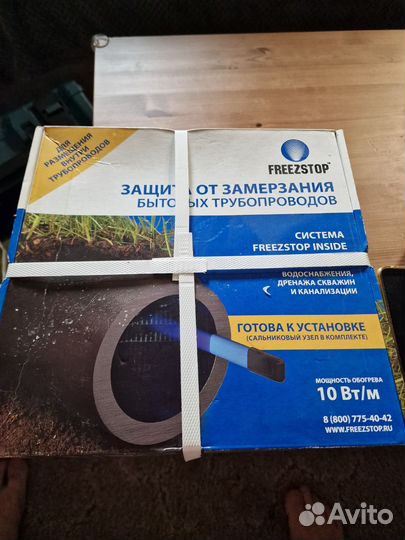 ДЛЯ
РАЗМЕЩЕНИЯ
ВНУТРИ
ТРУБОПРОВОДОВ
FREEZSTOP™
ЗАЩИТА ОТ ЗАМЕРЗАНИЯ
БЫТОВЫХ ТРУБОПРОВОДОВ
СИСТЕМА
FREEZSTOP INSIDE
ВОДОСНАБЖЕНИЯ,
ДРЕНАЖА СКВАЖИН
И КАНАЛИЗАЦИИ
ГОТОВА К УСТАНОВКЕ
(САЛЬНИКОВЫЙ УЗЕЛ В КОМПЛЕКТЕ)
МОЩНОСТЬ ОБОГРЕВА
10 Вт/м
8 (800) 775-40-42
WWW.FREEZSTOP.RU
Avito